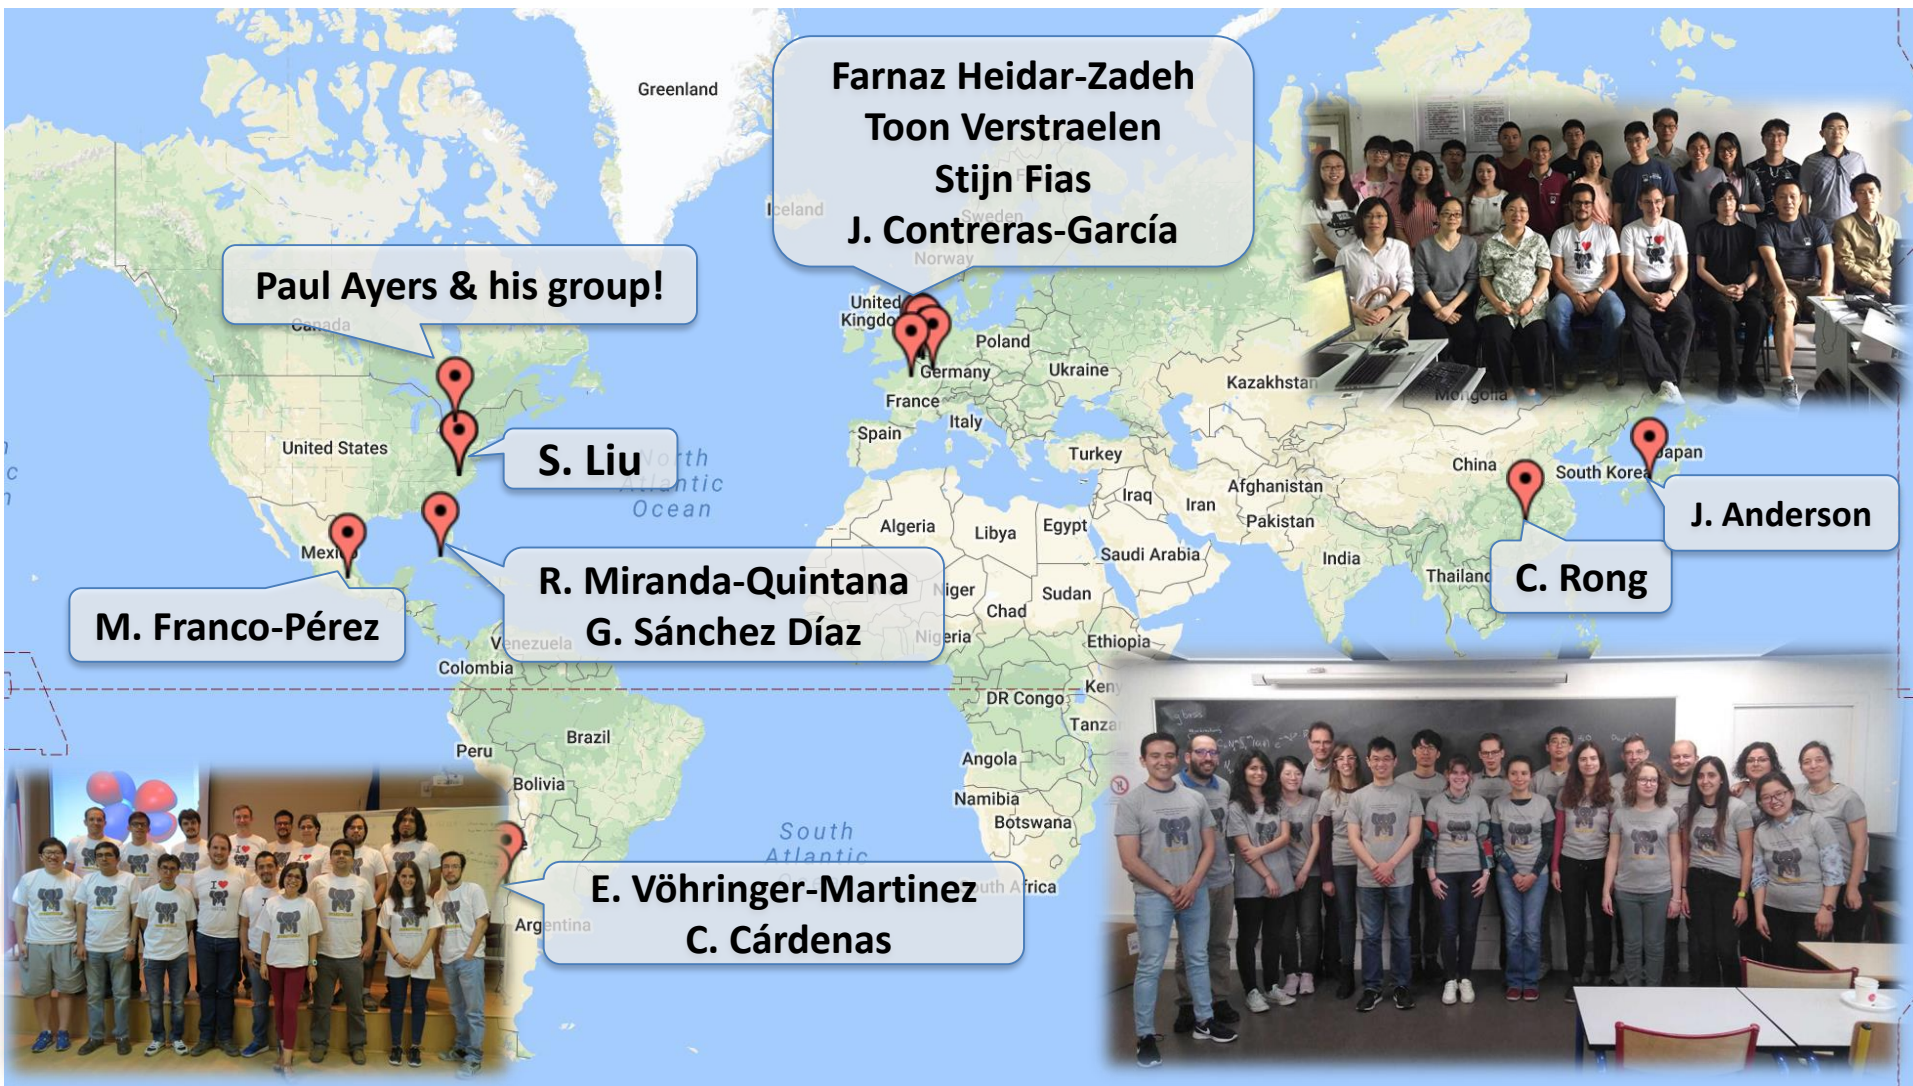 Greenland
Farnaz Heidar-Zadeh
Toon Verstraelen
Stijn Fias
J. Contreras-García
Iceland
Sweden
Norway
Paul Ayers & his group!
Canada
United
Kingdo
Poland
Germany
Ukraine
Kazakhstan
Mongolia
France
Italy
Spain
Turkey
United States
S. Liu
North
Atlantic
Ocean
China
South Korea
Japan
J. Anderson
Iraq
Iran
Afghanistan
Pakistan
Algeria
Libya
Egypt
Saudi Arabia
India
Thailand
C. Rong
Mexico
M. Franco-Pérez
R. Miranda-Quintana
G. Sánchez Díaz
Niger
Chad
Sudan
Nigeria
Ethiopia
Venezuela
Colombia
DR Congo
Keny
Tanza
Peru
Brazil
Bolivia
Angola
Namibia
Botswana
South
Atlantic
South Africa
E. Vöhringer-Martinez
C. Cárdenas
Argentina
I
I